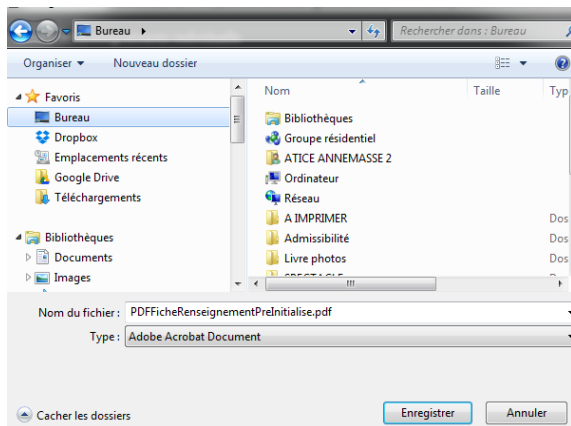 Bureau
Rechercher dans : Bureau
Organiser
Nouveau dossier
Favoris
Bureau
Dropbox
Emplacements récents
Google Drive
Téléchargements
Bibliothèques
Documents
Images
Nom Taille Typ
Bibliothèques
Groupe résidentiel
ATICE ANNEMASSE 2
Ordinateur
Réseau
A IMPRIMER Dos
Admissibilité Dos
Livre photos Dos
SPECTACLE Dos
Nom du fichier : PDFFicheRenseignementPreInitialise.pdf
Type : Adobe Acrobat Document
Cacher les dossiers
Enregistrer
Annuler